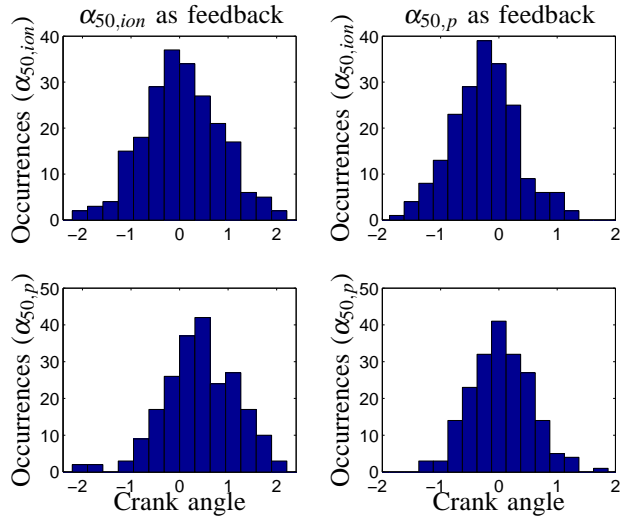 α50,ion as feedback
α50,p as feedback
Occurrences (α50,ion)
40
30
20
10
0
−2 −1 0 1 2
Occurrences (α50,ion)
40
30
20
10
0
−2 −1 0 1 2
Occurrences (α50,p)
50
40
30
20
10
0
−2 −1 0 1 2
Crank angle
Occurrences (α50,p)
50
40
30
20
10
0
−2 −1 0 1 2
Crank angle